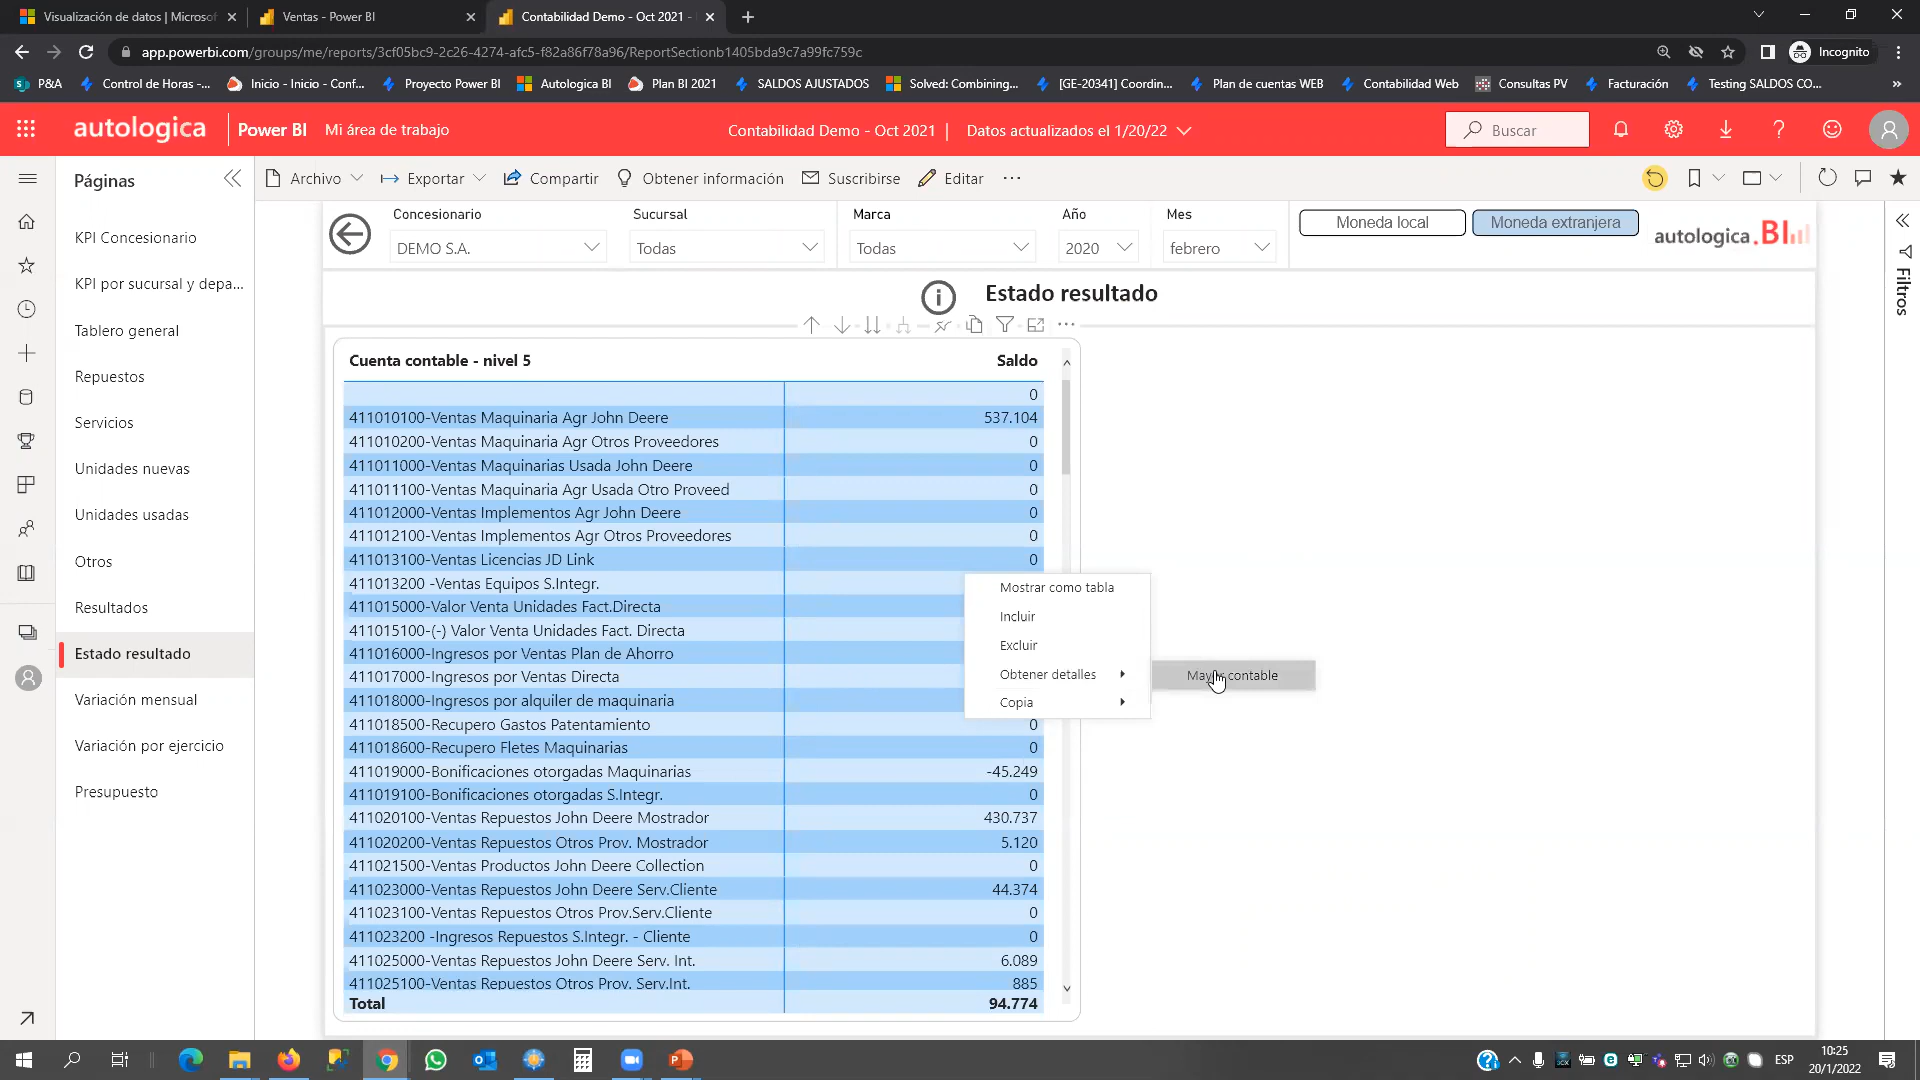 Visualización de datos | Microsof
Ventas - Power BI
Contabilidad Demo - Oct 2021 -
app.powerbi.com/groups/me/reports/3cf05bc9-2c26-4274-afc5-f82a86f78a96/ReportSectionb1405bda9c7a99fc759c
Incognito
P&A
Control de Horas -...
Inicio - Inicio - Conf...
Proyecto Power BI
Autologica BI
Plan BI 2021
SALDOS AJUSTADOS
Solved: Combining...
[GE-20341] Coordin...
Plan de cuentas WEB
Contabilidad Web
Consultas PV
Facturación
Testing SALDOS CO...
autologica
Power BI
Mi área de trabajo
Contabilidad Demo - Oct 2021
Datos actualizados el 1/20/22
Buscar
Páginas
Archivo
Exportar
Compartir
Obtener información
Suscribirse
Editar
KPI Concesionario
KPI por sucursal y depa...
Tablero general
Repuestos
Servicios
Unidades nuevas
Unidades usadas
Otros
Resultados
Estado resultado
Variación mensual
Variación por ejercicio
Presupuesto
Concesionario
DEMO S.A.
Sucursal
Todas
Marca
Todas
Año
2020
Mes
febrero
Moneda local
Moneda extranjera
autologica.BI
Filtros
Estado resultado
Cuenta contable - nivel 5 Saldo
0
411010100-Ventas Maquinaria Agr John Deere 537.104
411010200-Ventas Maquinaria Agr Otros Proveedores 0
411011000-Ventas Maquinarias Usada John Deere 0
411011100-Ventas Maquinaria Agr Usada Otro Proveed 0
411012000-Ventas Implementos Agr John Deere 0
411012100-Ventas Implementos Agr Otros Proveedores 0
411013100-Ventas Licencias JD Link 0
411013200 -Ventas Equipos S.Integr.
411015000-Valor Venta Unidades Fact.Directa
411015100-(-) Valor Venta Unidades Fact. Directa
411016000-Ingresos por Ventas Plan de Ahorro
411017000-Ingresos por Ventas Directa
411018000-Ingresos por alquiler de maquinaria
411018500-Recupero Gastos Patentamiento 0
411018600-Recupero Fletes Maquinarias 0
411019000-Bonificaciones otorgadas Maquinarias -45.249
411019100-Bonificaciones otorgadas S.Integr. 0
411020100-Ventas Repuestos John Deere Mostrador 430.737
411020200-Ventas Repuestos Otros Prov. Mostrador 5.120
411021500-Ventas Productos John Deere Collection 0
411023000-Ventas Repuestos John Deere Serv.Cliente 44.374
411023100-Ventas Repuestos Otros Prov.Serv.Cliente 0
411023200 -Ingresos Repuestos S.Integr. - Cliente 0
411025000-Ventas Repuestos John Deere Serv. Int. 6.089
411025100-Ventas Repuestos Otros Prov. Serv.Int. 885
Total 94.774
Mostrar como tabla
Incluir
Excluir
Obtener detalles
Copia
contable
ESP
10:25
20/1/2022